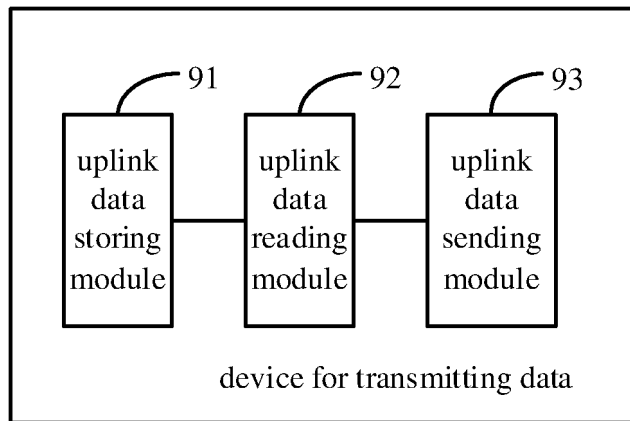 91
92
93
uplink
data
storing
module
uplink
data
reading
module
uplink
data
sending
module
device for transmitting data